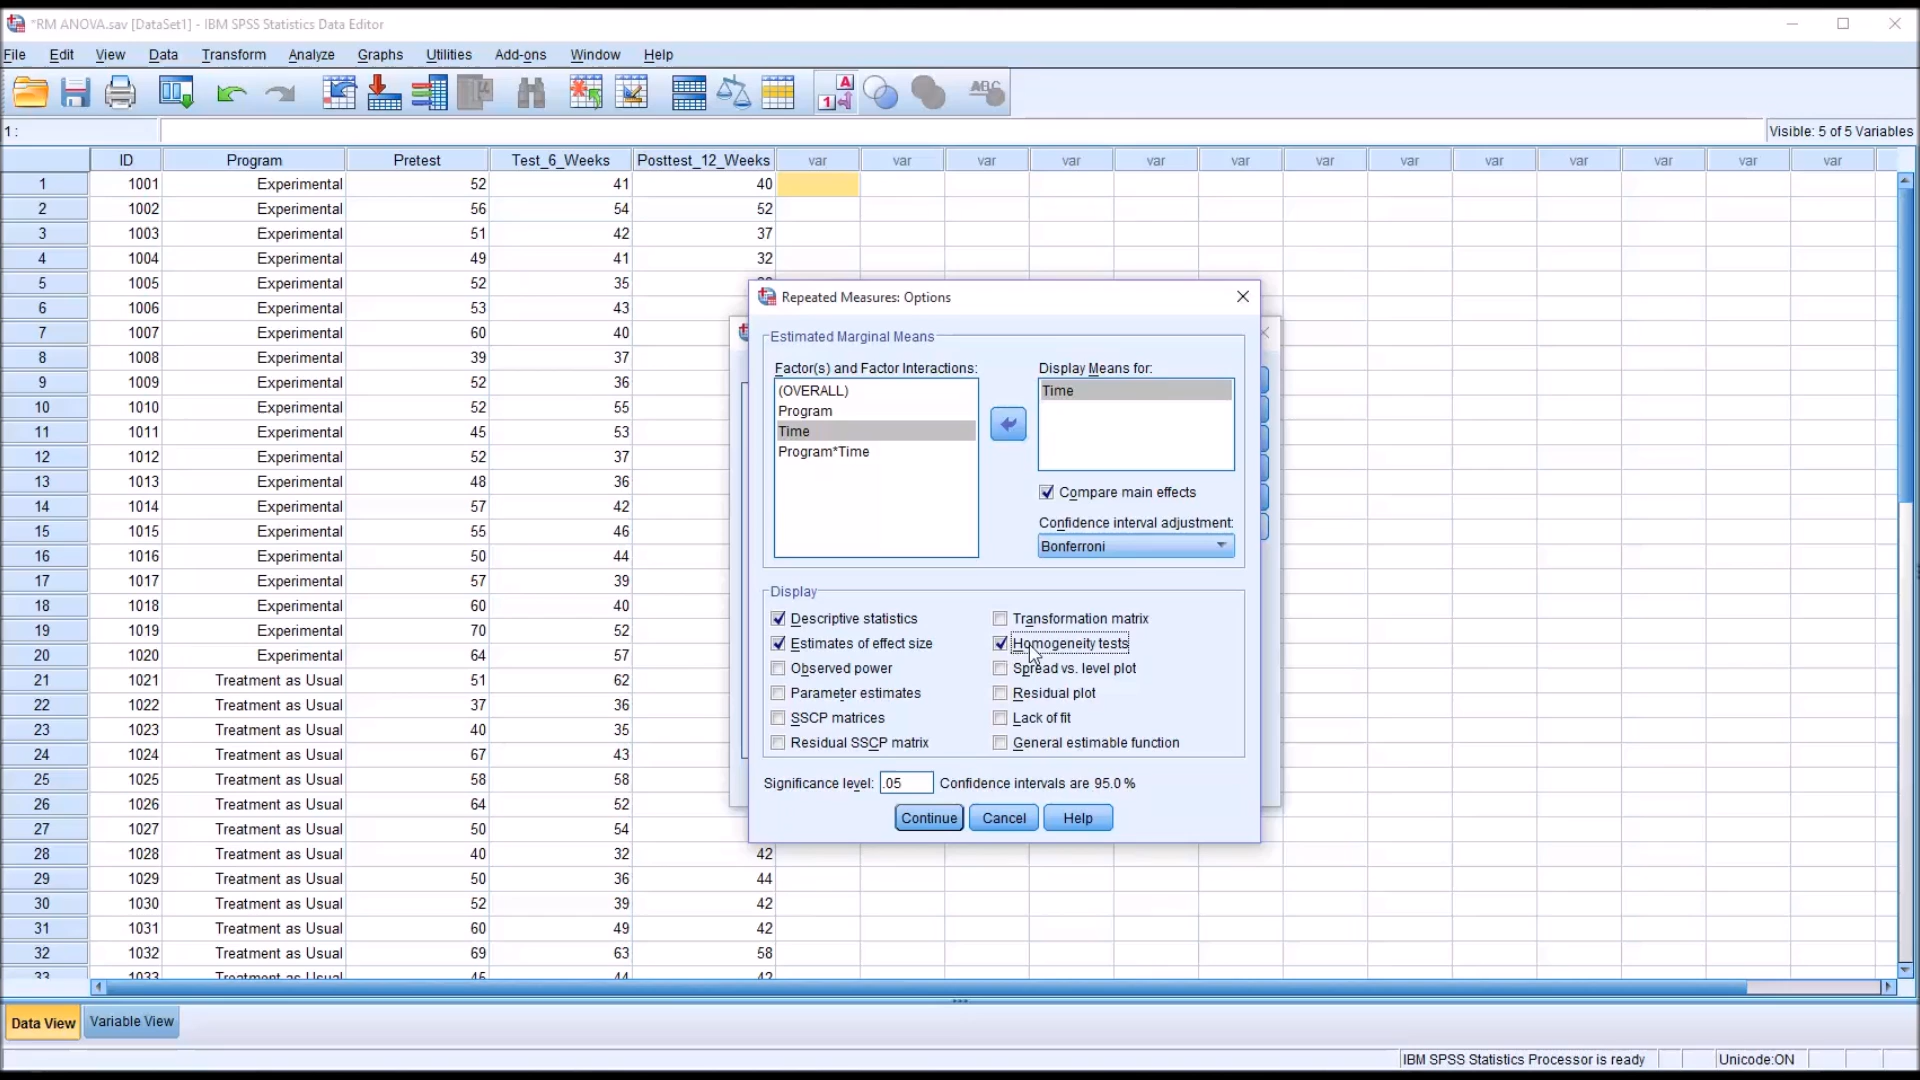 *RM ANOVA.sav [DataSet1] - IBM SPSS Statistics Data Editor
File Edit View Data Transform Analyze Graphs Utilities Add-ons Window Help
1 :
Visible: 5 of 5 Variables
ID Program Pretest Test_6_Weeks Posttest_12_Weeks var var var var var var var var var var var var var
1 1001 Experimental 52 41 40
2 1002 Experimental 56 54 52
3 1003 Experimental 51 42 37
4 1004 Experimental 49 41 32
5 1005 Experimental 52 35
6 1006 Experimental 53 43
7 1007 Experimental 60 40
8 1008 Experimental 39 37
9 1009 Experimental 52 36
10 1010 Experimental 52 55
11 1011 Experimental 45 53
12 1012 Experimental 52 37
13 1013 Experimental 48 36
14 1014 Experimental 57 42
15 1015 Experimental 55 46
16 1016 Experimental 50 44
17 1017 Experimental 57 39
18 1018 Experimental 60 40
19 1019 Experimental 70 52
20 1020 Experimental 64 57
21 1021 Treatment as Usual 51 62
22 1022 Treatment as Usual 37 36
23 1023 Treatment as Usual 40 35
24 1024 Treatment as Usual 67 43
25 1025 Treatment as Usual 58 58
26 1026 Treatment as Usual 64 52
27 1027 Treatment as Usual 50 54
28 1028 Treatment as Usual 40 32 42
29 1029 Treatment as Usual 50 36 44
30 1030 Treatment as Usual 52 39 42
31 1031 Treatment as Usual 60 49 42
32 1032 Treatment as Usual 69 63 58
33 1033 Treatment as Usual 44 42
Repeated Measures: Options
Estimated Marginal Means
Factor(s) and Factor Interactions:
(OVERALL)
Program
Time
Program*Time
Display Means for:
Time
Compare main effects
Confidence interval adjustment:
Bonferroni
Display
Descriptive statistics
Transformation matrix
Estimates of effect size
Homogeneity tests
Observed power
Spread vs. level plot
Parameter estimates
Residual plot
SSCP matrices
Lack of fit
Residual SSCP matrix
General estimable function
Significance level: .05 Confidence intervals are 95.0 %
Continue Cancel Help
Data View Variable View
IBM SPSS Statistics Processor is ready
Unicode:ON